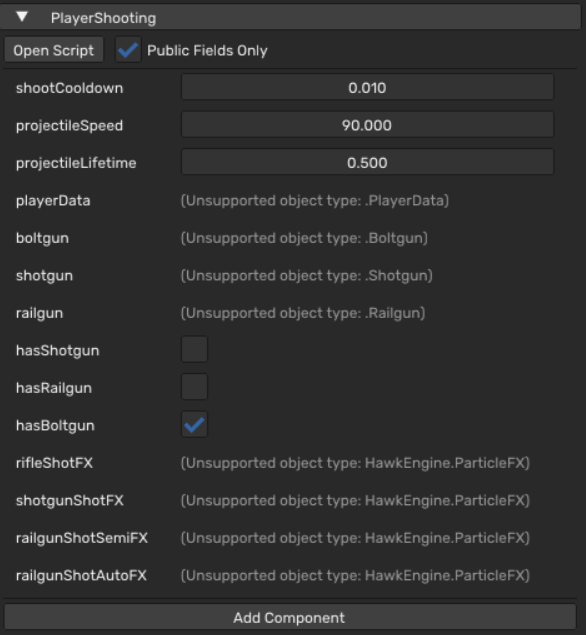 PlayerShooting
Open Script Public Fields Only
shootCooldown 0.010
projectileSpeed 90.000
projectileLifetime 0.500
playerData (Unsupported object type: .PlayerData)
boltgun (Unsupported object type: .Boltgun)
shotgun (Unsupported object type: .Shotgun)
railgun (Unsupported object type: .Railgun)
hasShotgun
hasRailgun
hasBoltgun
rifleShotFX (Unsupported object type: HawkEngine.ParticleFX)
shotgunShotFX (Unsupported object type: HawkEngine.ParticleFX)
railgunShotSemiFX (Unsupported object type: HawkEngine.ParticleFX)
railgunShotAutoFX (Unsupported object type: HawkEngine.ParticleFX)
Add Component